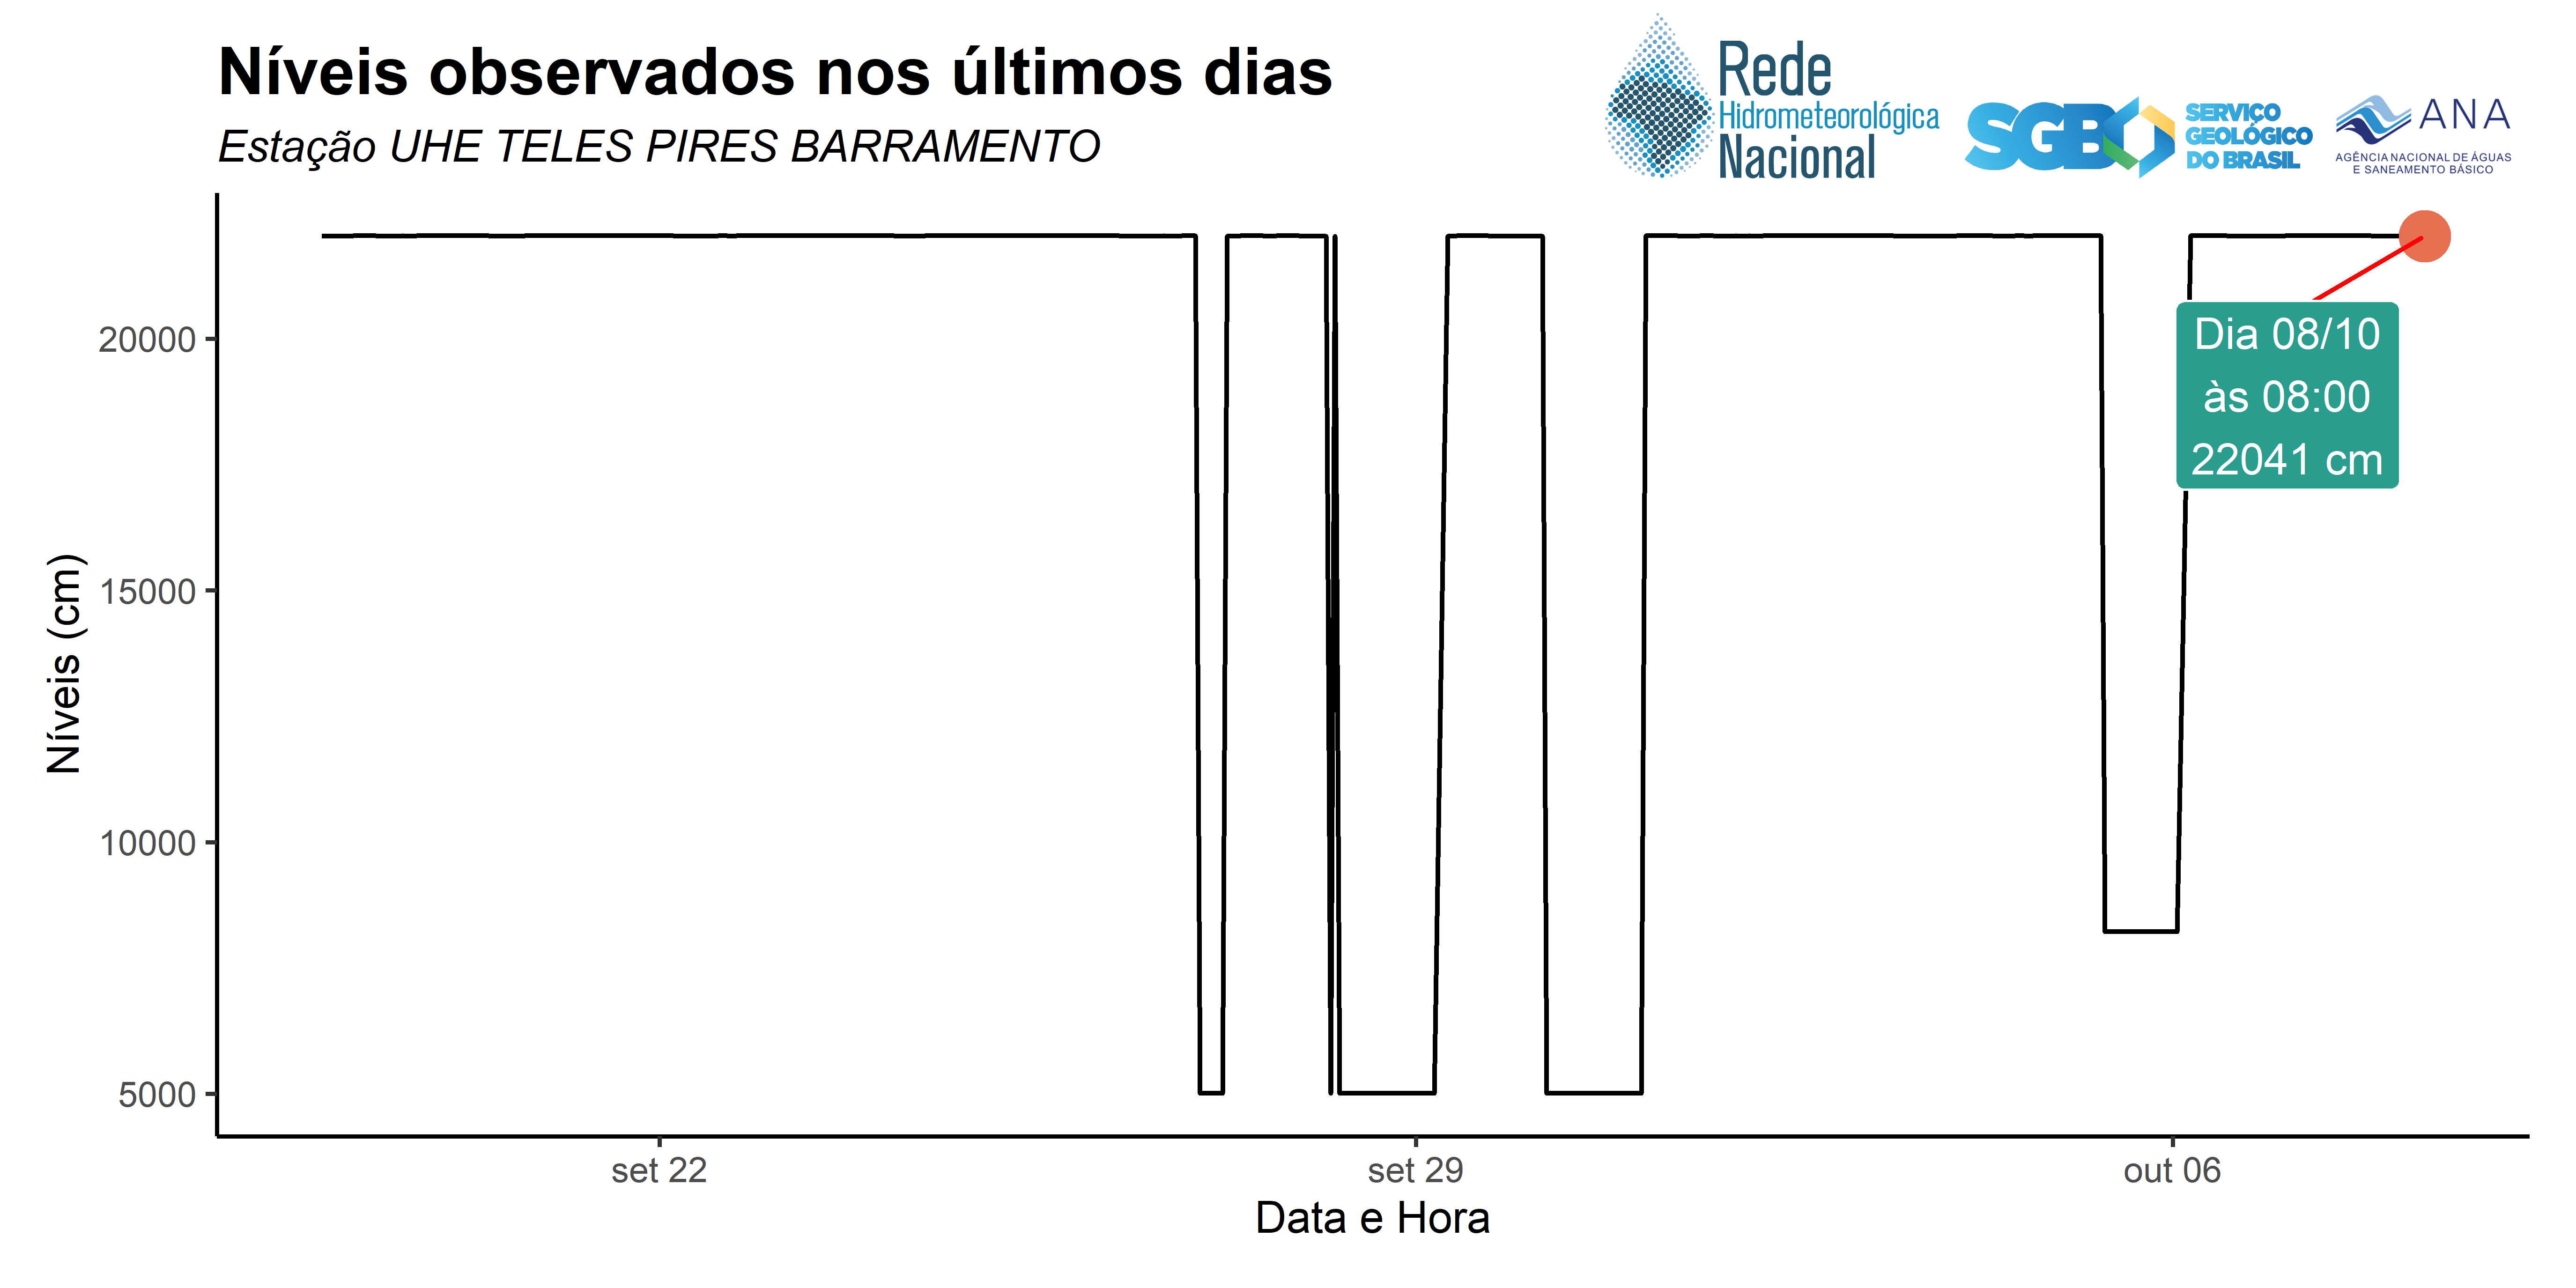 Níveis observados nos últimos dias
Estação UHE TELES PIRES BARRAMENTO
Rede
Hidrometeorológica
Nacional
SGB
SERVIÇO
GEOLÓGICO
DO BRASIL
ANA
AGÊNCIA NACIONAL DE ÁGUAS
E SANEAMENTO BÁSICO
Níveis (cm)
20000
15000
10000
5000
Dia 08/10
às 08:00
22041 cm
set 22
set 29
out 06
Data e Hora